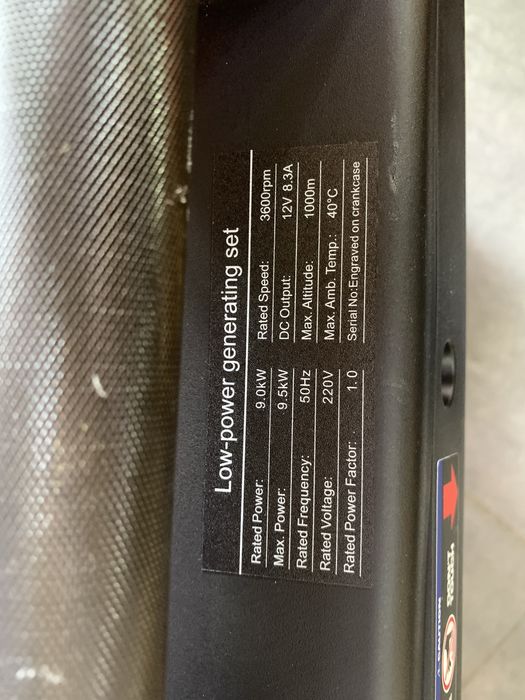 Low-power generating set
Rated Power: 9.0kW Rated Speed: 3600rpm
Max. Power: 9.5kW DC Output: 12V 8.3A
Rated Frequency: 50Hz Max. Altitude: 1000m
Rated Voltage: 220V Max. Amb. Temp.: 40°C
Rated Power Factor: 1.0 Serial No:Engraved on crankcase
CAUTION